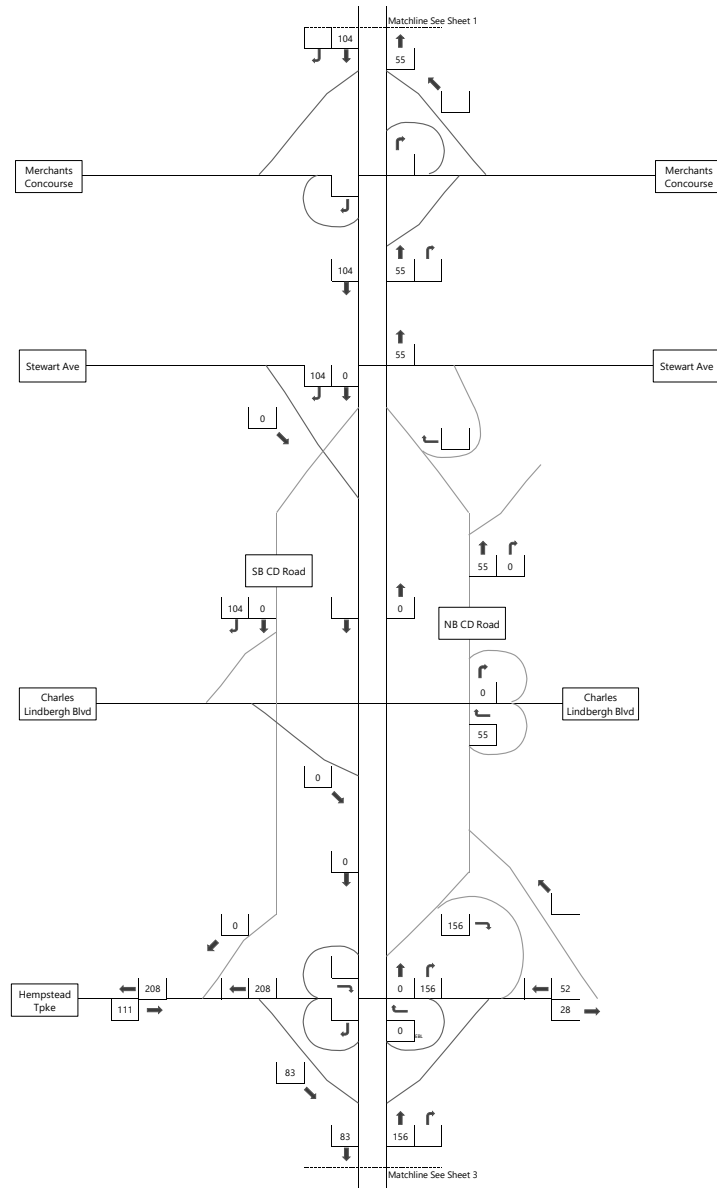 Matchline See Sheet 1
104
55
Merchants
Concourse
Merchants
Concourse
104
55
55
Stewart Ave
Stewart Ave
104 0
0
55 0
SB CD Road
104 0
0
NB CD Road
0
Charles
Lindbergh Blvd
Charles
Lindbergh Blvd
55
0
0
0
156
Hempstead
Tpke
208
208
0 156
52
111
28
0
83
83
156
Matchline See Sheet 3